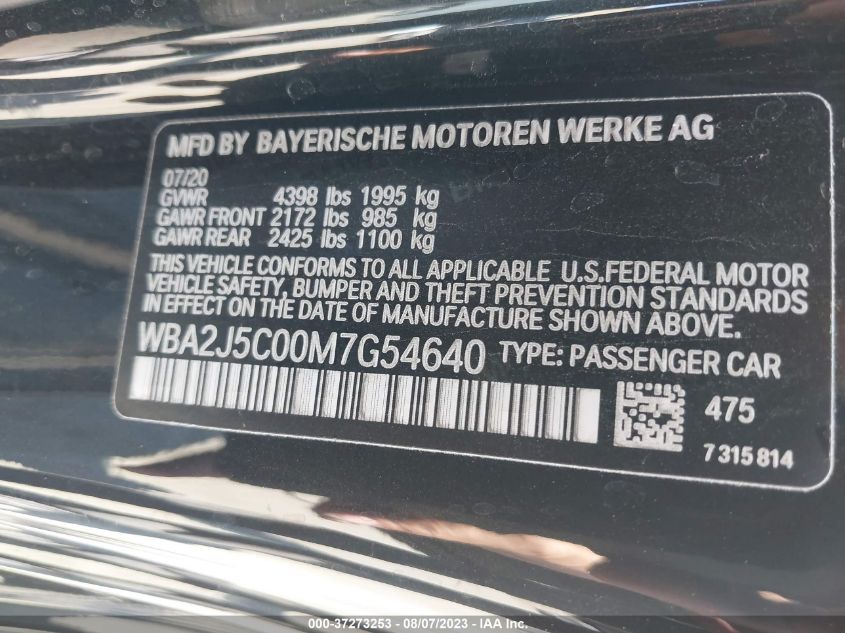 MFD BY BAYERISCHE MOTOREN WERKE AG
07/20
GVWR 4398 lbs 1995 kg
GAWR FRONT 2172 lbs 985 kg
GAWR REAR 2425 lbs 1100 kg
THIS VEHICLE CONFORMS TO ALL APPLICABLE U.S.FEDERAL MOTOR
VEHICLE SAFETY, BUMPER AND THEFT PREVENTION STANDARDS
IN EFFECT ON THE DATE OF MANUFACTURE SHOWN ABOVE.
WBA2J5C00M7G54640 TYPE: PASSENGER CAR
475
7 315 814
000-37273253 - 08/07/2023 - IAAI.com